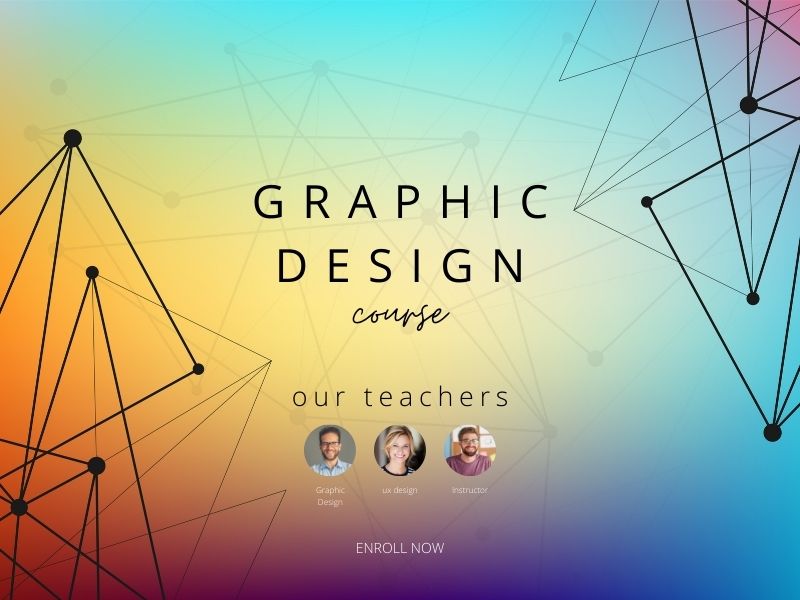 GRAPHIC
DESIGN
course
our teachers
Graphic
Design
ux design
Instructor
ENROLL NOW